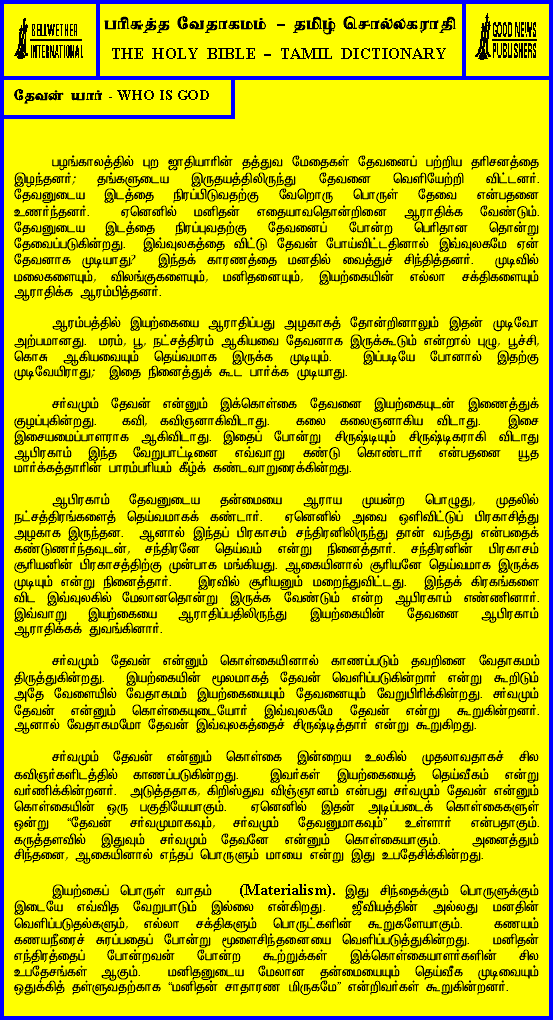 BELLWETHER
INTERNATIONAL
பரிசுத்த வேதாகமம் – தமிழ் சொல்லகராதி
THE HOLY BIBLE – TAMIL DICTIONARY
GOOD NEWS
PUBLISHERS
தேவன் யார் - WHO IS GOD
பழங்காலத்தில் புற ஜாதியாரின் தத்துவ மேதைகள் தேவனைப் பற்றிய தரிசனத்தை
இழந்தனர்; தங்களுடைய இருதயத்திலிருந்து தேவனை வெளியேற்றி விட்டனர்.
தேவனுடைய இடத்தை நிரப்பிடுவதற்கு வேறொரு பொருள் தேவை என்பதனை
உணர்ந்தனர். ஏனெனில் மனிதன் எதையாவதொன்றினை ஆராதிக்க வேண்டும்.
தேவனுடைய இடத்தை நிரப்புவதற்கு தேவனைப் போன்ற பெரிதான தொன்று
தேவைப்படுகின்றது. இவ்வுலகத்தை விட்டு தேவன் போய்விட்டதினால் இவ்வுலகமே ஏன்
தேவனாக முடியாது? இந்தக் காரணத்தை மனதில் வைத்துச் சிந்தித்தனர். முடிவில்
மலைகளையும், விலங்குகளையும், மனிதனையும், இயற்கையின் எல்லா சக்திகளையும்
ஆராதிக்க ஆரம்பித்தனர்.
ஆரம்பத்தில் இயற்கையை ஆராதிப்பது அழகாகத் தோன்றினாலும் இதன் முடிவோ
அற்பமானது. மரம், பூ, நட்சத்திரம் ஆகியவை தேவனாக இருக்கூடும் என்றால் புழு, பூச்சி,
கொசு ஆகியவையும் தெய்வமாக இருக்க முடியும். இப்படியே போனால் இதற்கு
முடிவேயிராது; இதை நினைத்துக் கூட பார்க்க முடியாது.
சர்வமும் தேவன் என்னும் இக்கொள்கை தேவனை இயற்கையுடன் இணைத்துக்
குழப்புகின்றது. கவி, கவிஞனாகிவிடாது. கலை கலைஞனாகிய விடாது. இசை
இசையமைப்பாளராக ஆகிவிடாது. இதைப் போன்று சிருஷ்டியும் சிருஷ்டிகராகி விடாது
ஆபிரகாம் இந்த வேறுபாட்டினை எவ்வாறு கண்டு கொண்டார் என்பதனை யூத
மார்க்கத்தாரின் பாரம்பரியம் கீழ்க் கண்டவாறுரைக்கின்றது.
ஆபிரகாம் தேவனுடைய தன்மையை ஆராய முயன்ற பொழுது, முதலில்
நட்சத்திரங்களைத் தெய்வமாகக் கண்டார். ஏனெனில் அவை ஒளிவிட்டுப் பிரகாசித்து
அழகாக இருந்தன. ஆனால் இந்தப் பிரகாசம் சந்திரனிலிருந்து தான் வந்தது என்பதைக்
கண்டுணர்ந்தவுடன், சந்திரனே தெய்வம் என்று நினைத்தார். சந்திரனின் பிரகாசம்
சூரியனின் பிரகாசத்திற்கு முன்பாக மங்கியது. ஆகையினால் சூரியனே தெய்வமாக இருக்க
முடியும் என்று நினைத்தார். இரவில் சூரியனும் மறைந்துவிட்டது. இந்தக் கிரகங்களை
விட இவ்வுலகில் மேலானதொன்று இருக்க வேண்டும் என்ற ஆபிரகாம் எண்ணினார்.
இவ்வாறு இயற்கையை ஆராதிப்பதிலிருந்து இயற்கையின் தேவனை ஆபிரகாம்
ஆராதிக்கக் துவங்கினார்.
சர்வமும் தேவன் என்னும் கொள்கையினால் காணப்படும் தவறினை வேதாகமம்
திருத்துகின்றது. இயற்கையின் மூலமாகத் தேவன் வெளிப்படுகின்றார் என்று கூறிடும்
அதே வேளையில் வேதாகமம் இயற்கையையும் தேவனையும் வேறுபிரிக்கின்றது. சர்வமும்
தேவன் என்னும் கொள்கையுடையோர் இவ்வுலகமே தேவன் என்று கூறுகின்றனர்.
ஆனால் வேதாகமமோ தேவன் இவ்வுலகத்தைச் சிருஷ்டித்தார் என்று கூறுகிறது.
சர்வமும் தேவன் என்னும் கொள்கை இன்றைய உலகில் முதலாவதாகச் சில
கவிஞர்களிடத்தில் காணப்படுகின்றது. இவர்கள் இயற்கையைத் தெய்வீகம் என்று
வர்ணிக்கின்றனர். அடுத்ததாக, கிறிஸ்துவ விஞ்ஞானம் என்பது சர்வமும் தேவன் என்னும்
கொள்கையின் ஒரு பகுதியேயாகும். ஏனெனில் இதன் அடிப்படைக் கொள்கைகளுள்
ஒன்று “தேவன் சர்வமுமாகவும், சர்வமும் தேவனுமாகவும்” உள்ளார் என்பதாகும்.
கருத்தளவில் இதுவும் சர்வமும் தேவனே என்னும் கொள்கையாகும். அனைத்தும்
சிந்தனை, ஆகையினால் எந்தப் பொருளும் மாயை என்று இது உபதேசிக்கின்றது.
இயற்கைப் பொருள் வாதம் (Materialism). இது சிந்தைக்கும் பொருளுக்கும்
இடையே எவ்வித வேறுபாடும் இல்லை என்கிறது. ஜீவியத்தின் அல்லது மனதின்
வெளிப்படுதல்களும், எல்லா சக்திகளும் பொருட்களின் கூறுகளேயாகும். கணயம்
கணயநீரைச் சுரப்பதைப் போன்று மூளைசிந்தனையை வெளிப்படுத்துகின்றது. மனிதன்
எந்திரத்தைப் போன்றவன் போன்ற கூற்றுக்கள் இக்கொள்கையாளர்களின் சில
உபதேசங்கள் ஆகும். மனிதனுடைய மேலான தன்மையையும் தெய்வீக முடிவையும்
ஒதுக்கித் தள்ளுவதற்காக “மனிதன் சாதாரண மிருகமே” என்றிவர்கள் கூறுகின்றனர்.